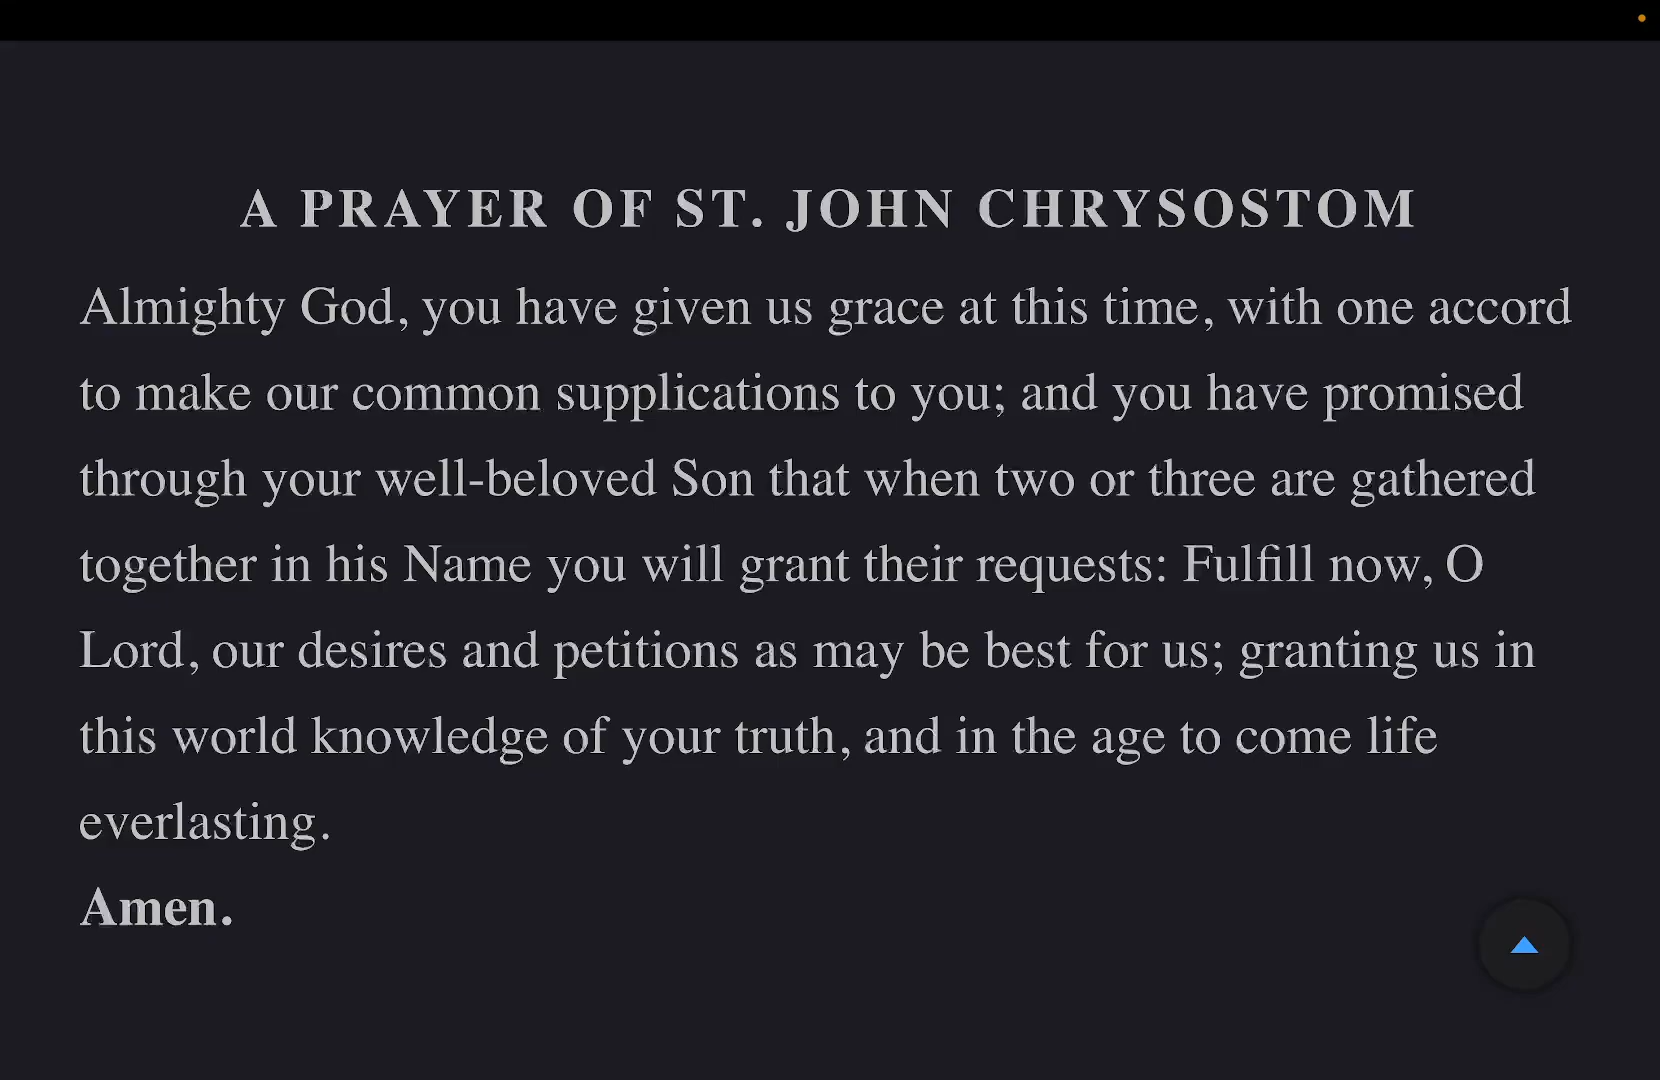 A PRAYER OF ST. JOHN CHRYSOSTOM
Almighty God, you have given us grace at this time, with one accord
to make our common supplications to you; and you have promised
through your well-beloved Son that when two or three are gathered
together in his Name you will grant their requests: Fulfill now, O
Lord, our desires and petitions as may be best for us; granting us in
this world knowledge of your truth, and in the age to come life
everlasting.
Amen.